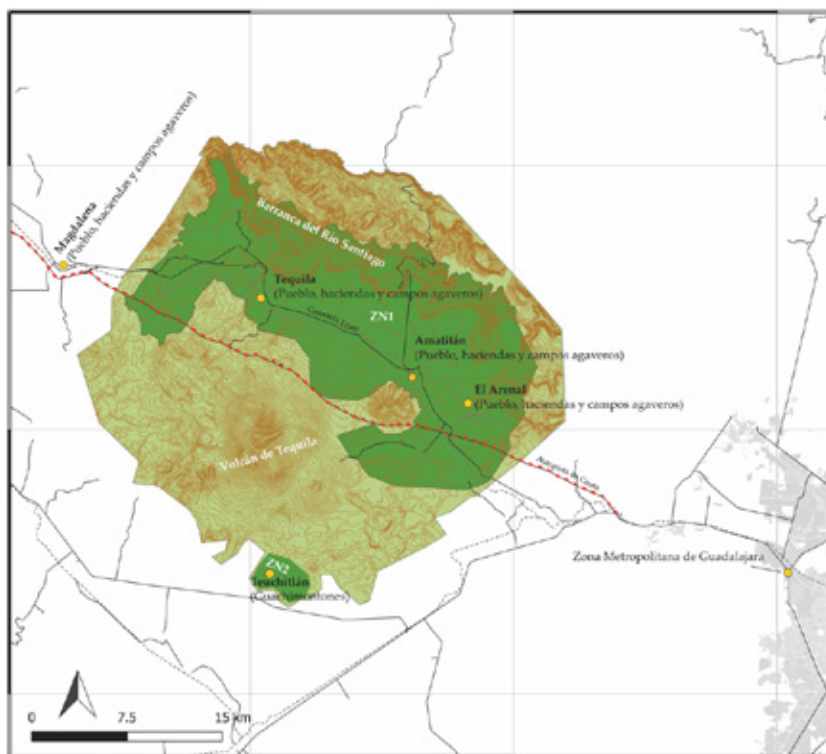 Magdalena
(Pueblo, haciendas y campos agaveros)
Barranca del Río Santiago
Tequila
(Pueblo, haciendas y campos agaveros)
ZN1
Carretera Libre
Amatitán
(Pueblo, haciendas y campos agaveros)
El Arenal
(Pueblo, haciendas y campos agaveros)
Volcán de Tequila
Autopista de Cuota
Zona Metropolitana de Guadalajara
ZN2
Teuchitlán
(Guachimontones)
0 7.5 15 km